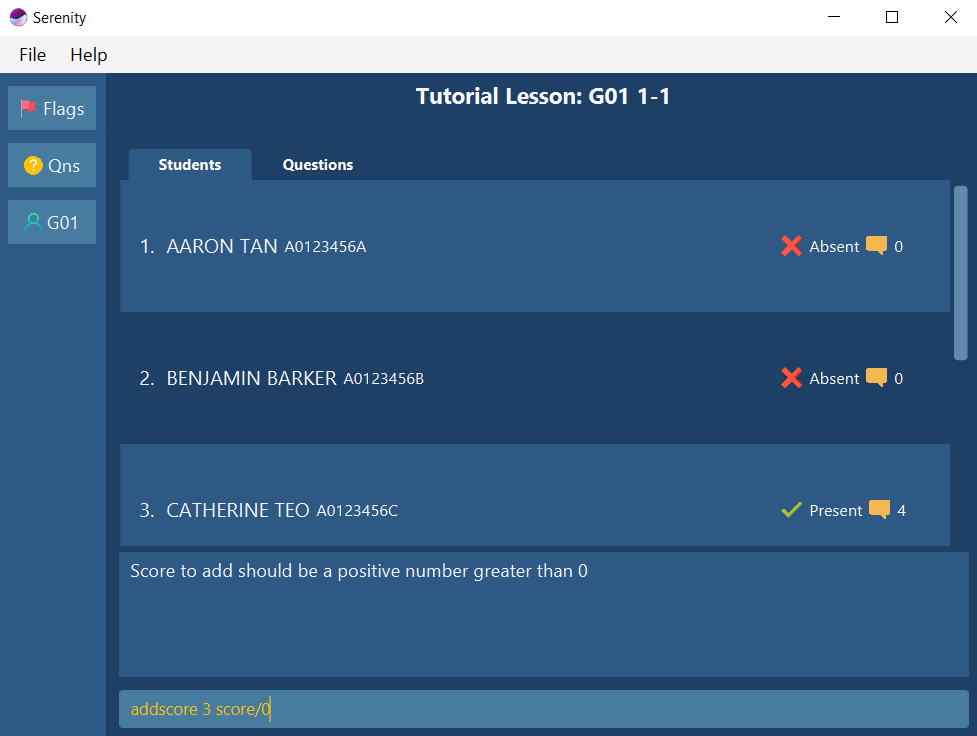 Serenity
File Help
Flags
Qns
G01
Tutorial Lesson: G01 1-1
Students Questions
1. AARON TAN A0123456A Absent 0
2. BENJAMIN BARKER A0123456B Absent 0
3. CATHERINE TEO A0123456C Present 4
Score to add should be a positive number greater than 0
addscore 3 score/0